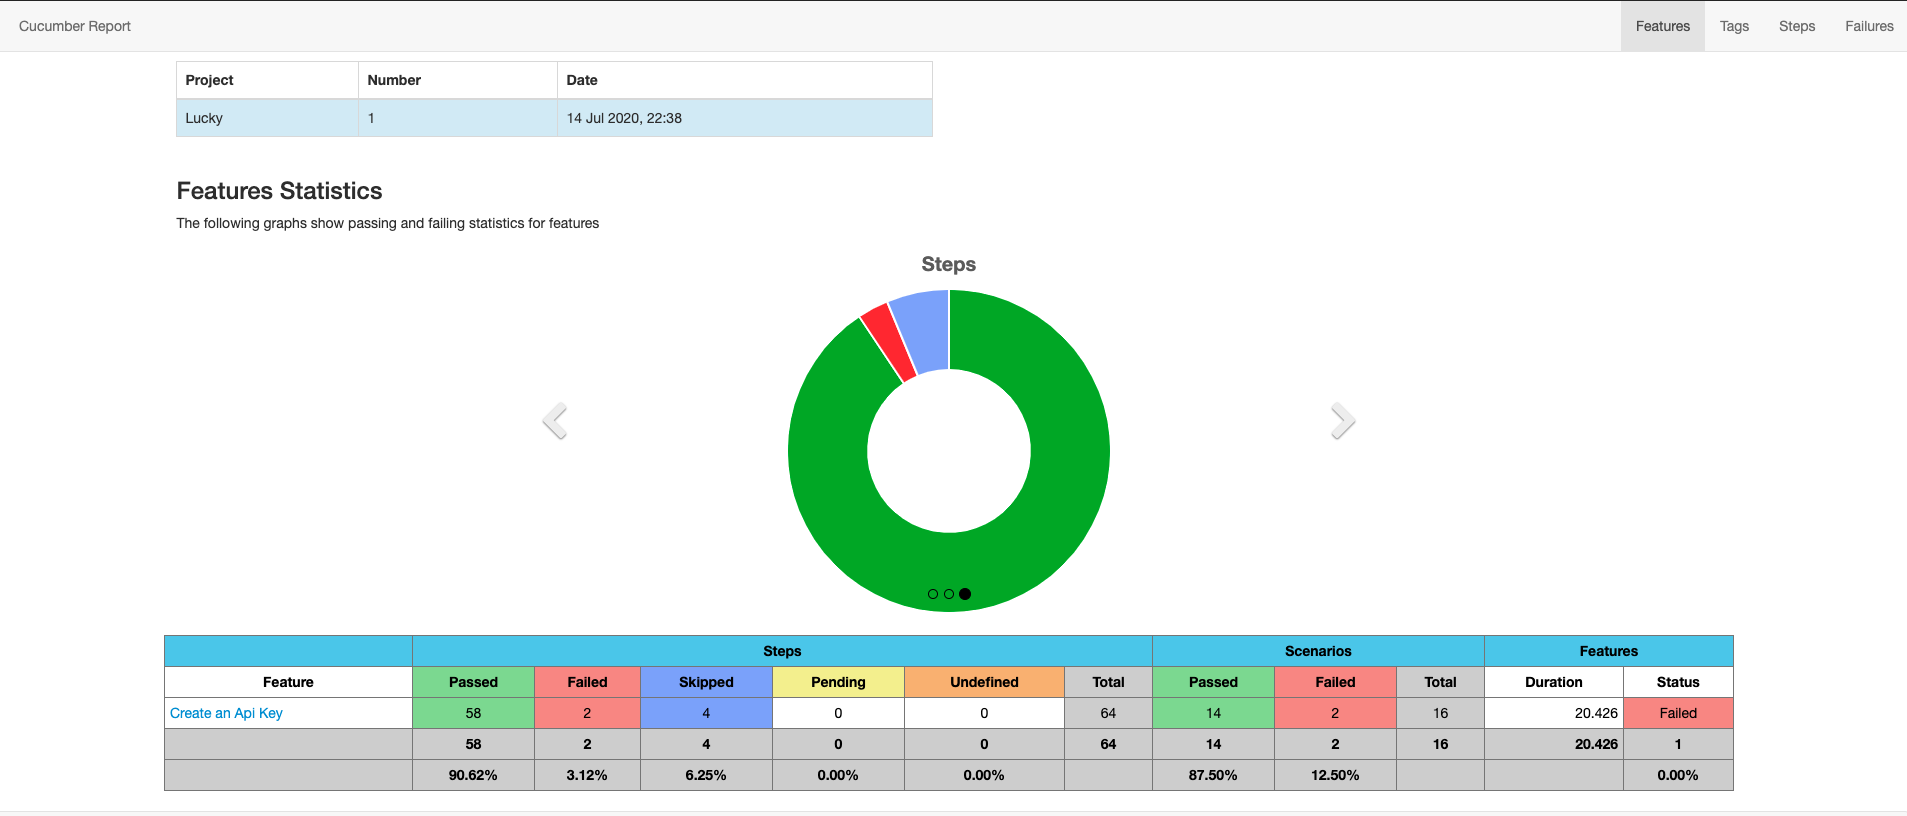 Cucumber Report Features Tags Steps Failures
Project Number Date
Lucky 1 14 Jul 2020, 22:38
Features Statistics
The following graphs show passing and failing statistics for features
Steps
Steps Scenarios Features
Feature Passed Failed Skipped Pending Undefined Total Passed Failed Total Duration Status
Create an Api Key 58 2 4 0 0 64 14 2 16 20.426 Failed
58 2 4 0 0 64 14 2 16 20.426 1
90.62% 3.12% 6.25% 0.00% 0.00% 87.50% 12.50% 0.00%